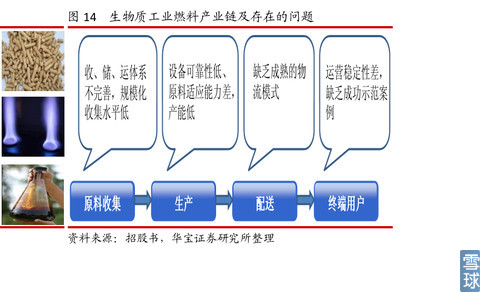 图 14 生物质工业燃料产业链及存在的问题
收、储、运体系
不完善，规模化
收集水平低
设备可靠性低、
原料适应能力差，
产能低
缺乏成熟的物
流模式
运营稳定性差，
缺乏成功示范案
例
原料收集
生产
配送
终端用户
资料来源：招股书，华宝证券研究所整理
雪球